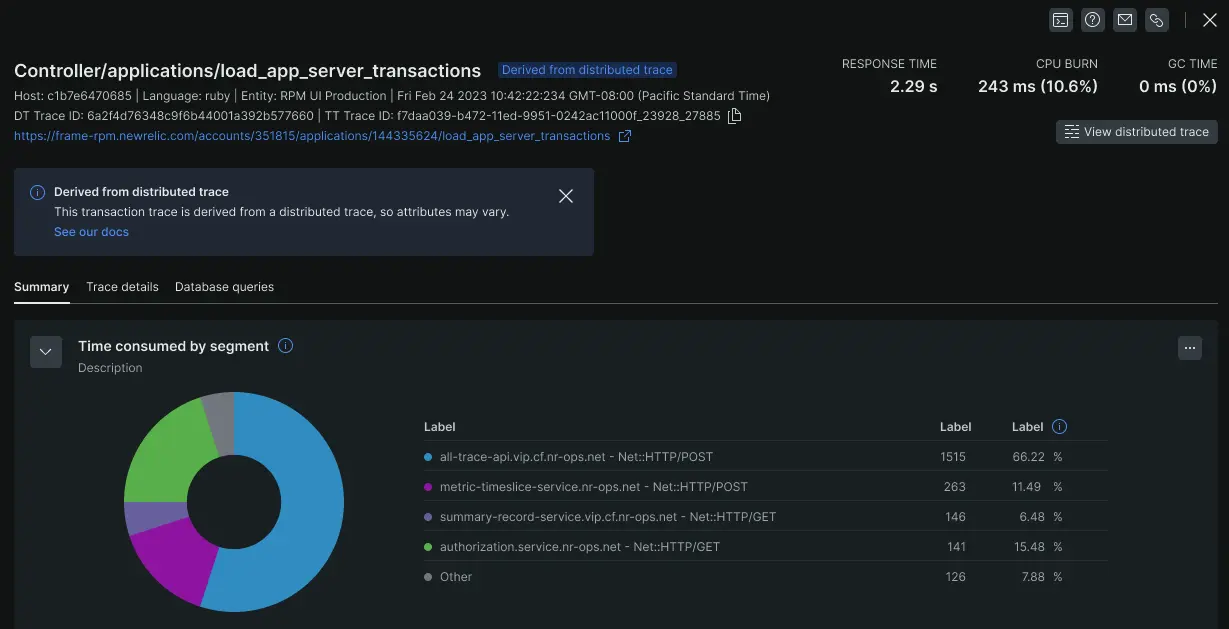 Controller/applications/load_app_server_transactions Derived from distributed trace
Host: c1b7e6470685 | Language: ruby | Entity: RPM UI Production | Fri Feb 24 2023 10:42:22:234 GMT-08:00 (Pacific Standard Time)
DT Trace ID: 6a2f4d76348c9f6b44001a392b577660 | TT Trace ID: f7daa039-b472-11ed-9951-0242ac11000f_23928_27885
https://frame-rpm.newrelic.com/accounts/351815/applications/144335624/load_app_server_transactions
RESPONSE TIME CPU BURN GC TIME
2.29 s 243 ms (10.6%) 0 ms (0%)
View distributed trace
Derived from distributed trace
This transaction trace is derived from a distributed trace, so attributes may vary.
See our docs
Summary Trace details Database queries
Time consumed by segment
Description
Label Label Label
all-trace-api.vip.cf.nr-ops.net - Net::HTTP/POST 1515 66.22 %
metric-timeslice-service.nr-ops.net - Net::HTTP/POST 263 11.49 %
summary-record-service.vip.cf.nr-ops.net - Net::HTTP/GET 146 6.48 %
authorization.service.nr-ops.net - Net::HTTP/GET 141 15.48 %
Other 126 7.88 %